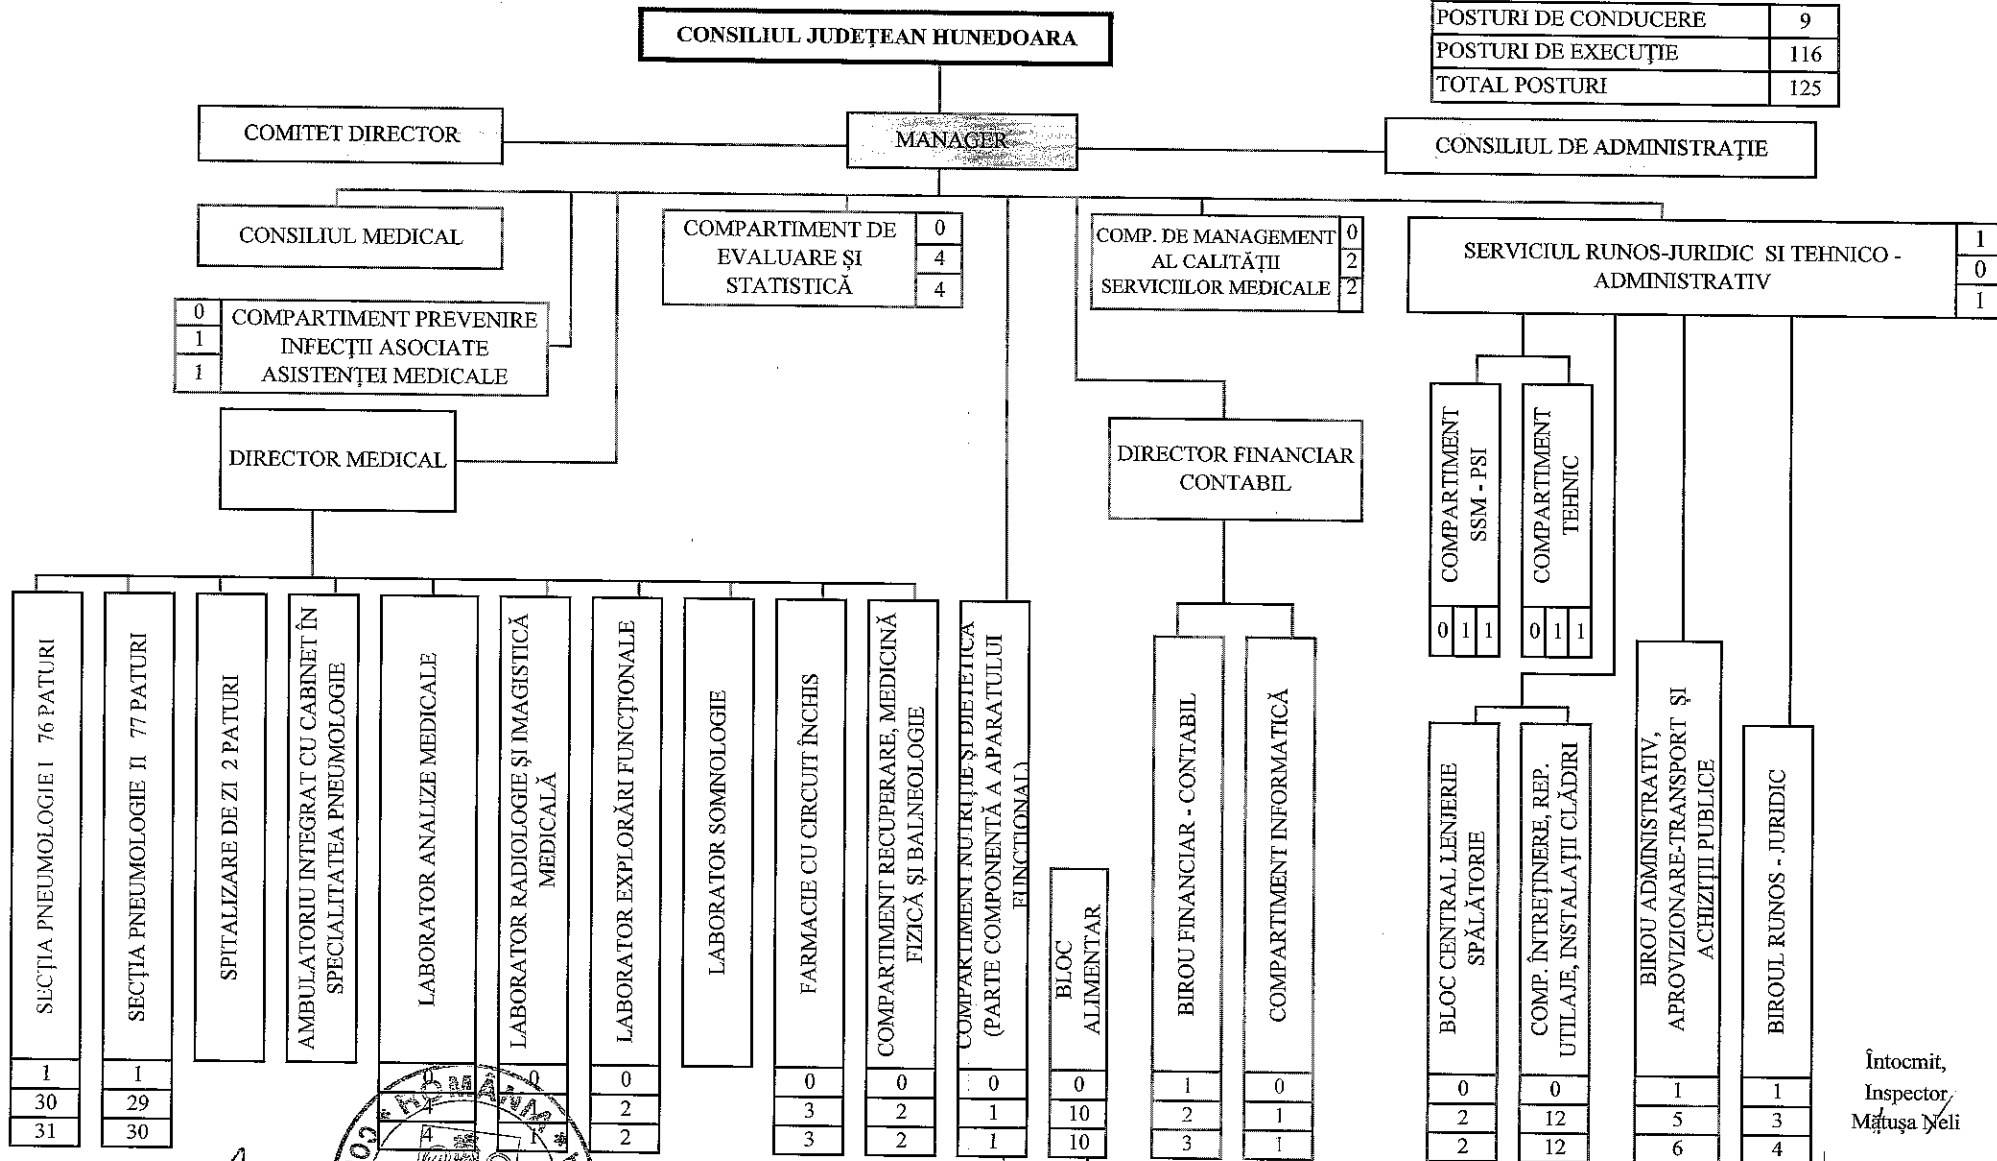 CONSILIUL JUDEȚEAN HUNEDOARA
POSTURI DE CONDUCERE 9
POSTURI DE EXECUȚIE 116
TOTAL POSTURI 125
COMITET DIRECTOR
MANAGER
CONSILIUL DE ADMINISTRAȚIE
CONSILIUL MEDICAL
COMPARTIMENT DE
EVALUARE ȘI
STATISTICĂ
0
4
4
COMP. DE MANAGEMENT
AL CALITĂȚII
SERVICIILOR MEDICALE
0
2
2
SERVICIUL RUNOS-JURIDIC SI TEHNICO -
ADMINISTRATIV
1
0
1
0
1
1
COMPARTIMENT PREVENIRE
INFECȚII ASOCIATE
ASISTENȚEI MEDICALE
DIRECTOR MEDICAL
DIRECTOR FINANCIAR
CONTABIL
COMPARTIMENT
SSM - PSI
0 1 1
COMPARTIMENT
TEHNIC
0 1 1
SECȚIA PNEUMOLOGIE I 76 PATURI
1
30
31
SECȚIA PNEUMOLOGIE II 77 PATURI
1
29
30
SPITALIZARE DE ZI 2 PATURI
AMBULATORIU INTEGRAT CU CABINET ÎN
SPECIALITATEA PNEUMOLOGIE
LABORATOR ANALIZE MEDICALE
0
4
4
LABORATOR RADIOLOGIE ȘI IMAGISTICĂ
MEDICALĂ
0
1
LABORATOR EXPLORĂRI FUNCȚIONALE
0
2
2
LABORATOR SOMNOLOGIE
FARMACIE CU CIRCUIT ÎNCHIS
0
3
3
COMPARTIMENT RECUPERARE, MEDICINĂ
FIZICĂ ȘI BALNEOLOGIE
0
2
2
COMPARTIMENT NUTRIȚIE ȘI DIETETICA
(PARTE COMPONENTĂ A APARATULUI
FUNCȚIONAL)
0
1
1
BLOC
ALIMENTAR
0
10
10
BIROU FINANCIAR - CONTABIL
1
2
3
COMPARTIMENT INFORMATICĂ
0
1
1
BLOC CENTRAL LENJERIE
SPĂLĂTORIE
0
2
2
COMP. ÎNTREȚINERE, REP.
UTILAJE, INSTALAȚII CLĂDIRI
0
12
12
BIROU ADMINISTRATIV,
APROVIZIONARE-TRANSPORT ȘI
ACHIZIȚII PUBLICE
1
5
6
BIROUL RUNOS - JURIDIC
1
3
4
Întocmit,
Inspector
Mătușa Neli
ROMÂNIA